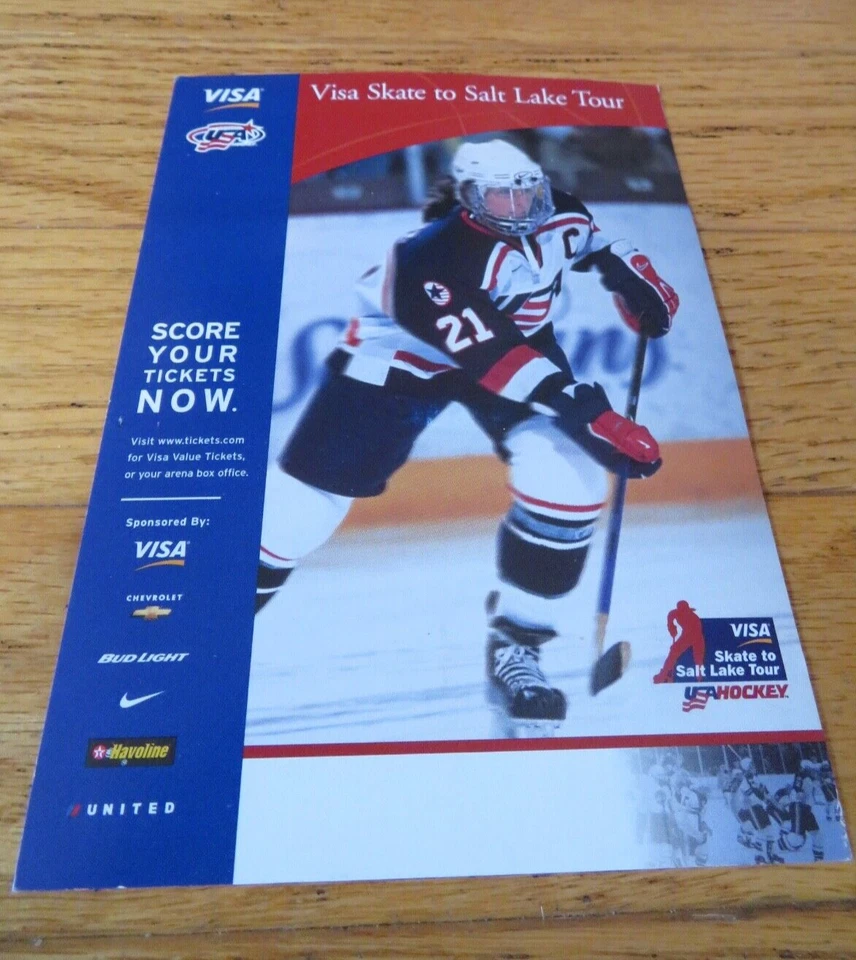 VISA
USA
Visa Skate to Salt Lake Tour
C
21
SCORE
YOUR
TICKETS
NOW.
Visit www.tickets.com
for Visa Value Tickets,
or your arena box office.
Sponsored By:
VISA
CHEVROLET
BUD LIGHT
Havoline
UNITED
VISA
Skate to
Salt Lake Tour
USA HOCKEY